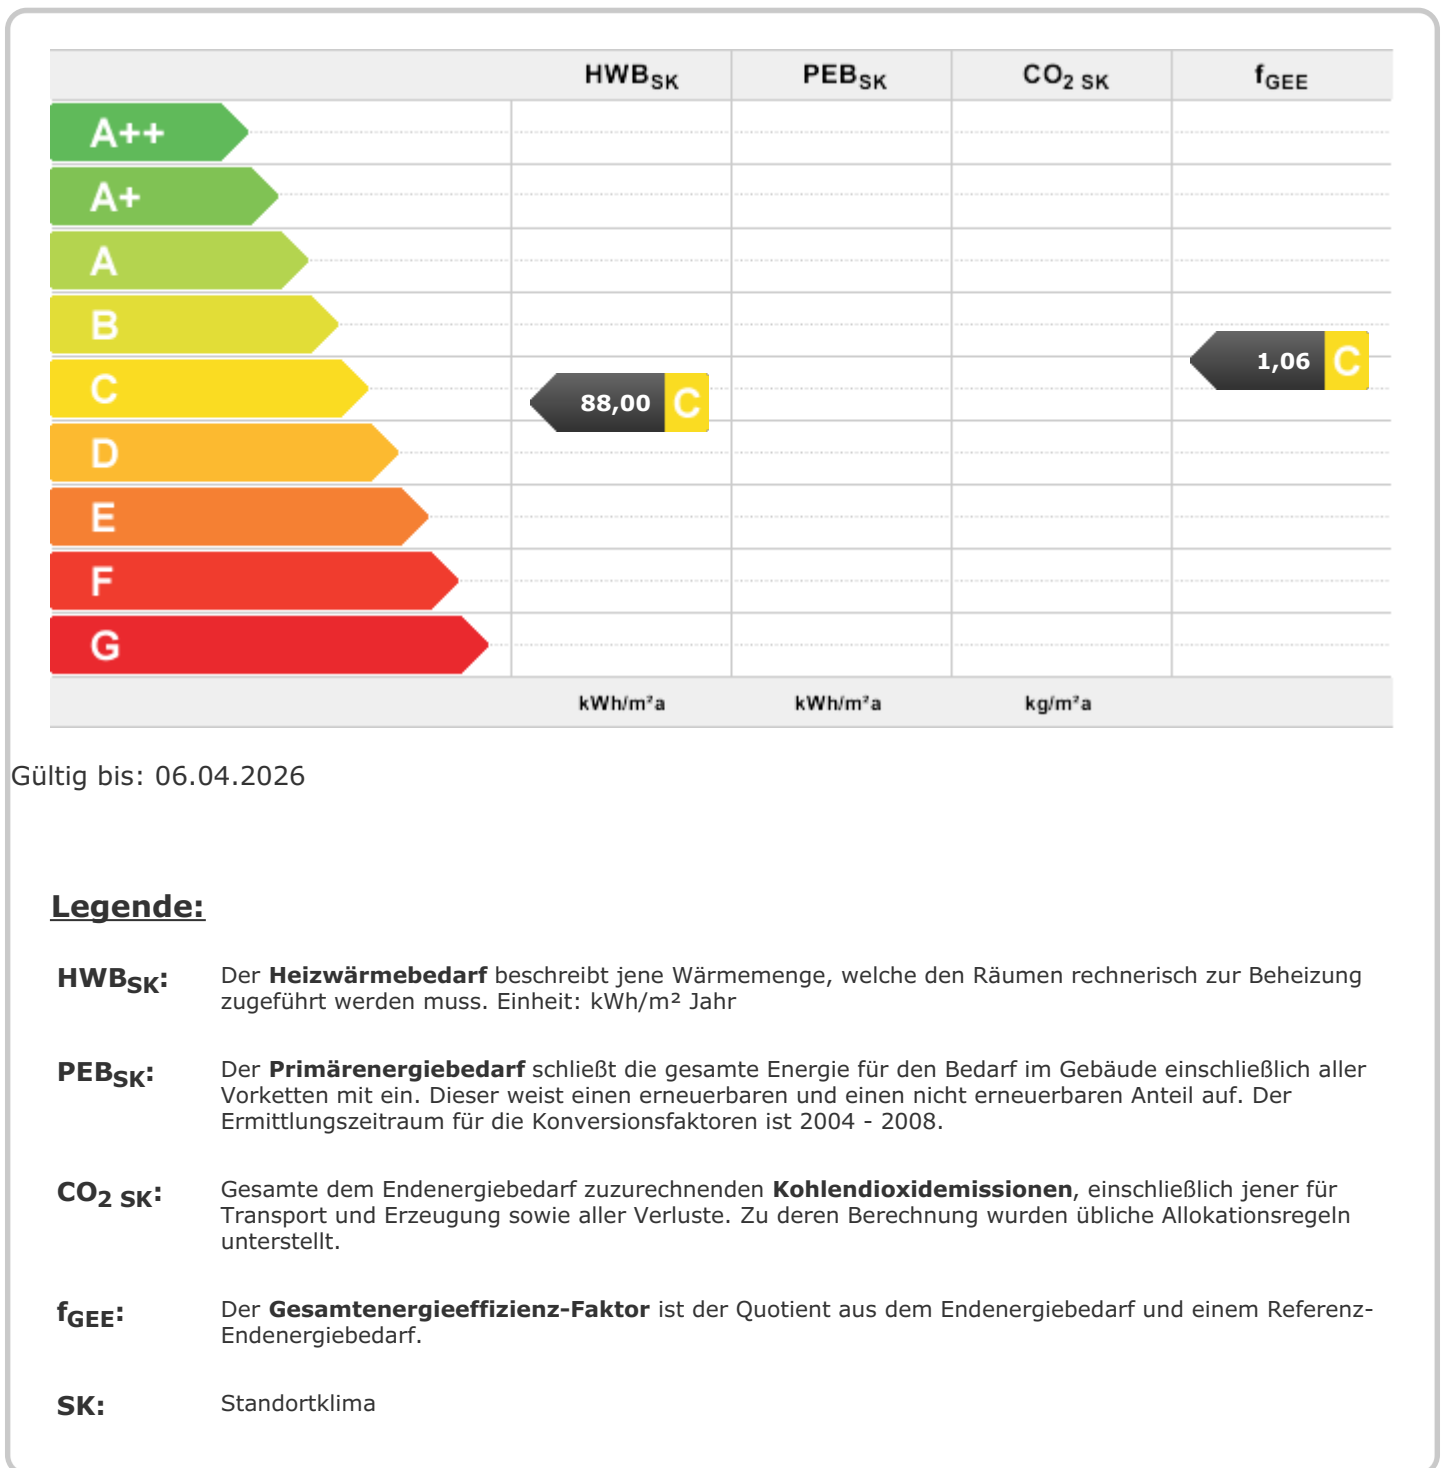 HWBSK PEBSK CO2 SK fGEE
A++
A+
A
B
1,06 C
C
88,00 C
D
E
F
G
kWh/m²a kWh/m²a kg/m²a
Gültig bis: 06.04.2026
Legende:
HWBSK: Der Heizwärmebedarf beschreibt jene Wärmemenge, welche den Räumen rechnerisch zur Beheizung
zugeführt werden muss. Einheit: kWh/m² Jahr
PEBSK: Der Primärenergiebedarf schließt die gesamte Energie für den Bedarf im Gebäude einschließlich aller
Vorketten mit ein. Dieser weist einen erneuerbaren und einen nicht erneuerbaren Anteil auf. Der
Ermittlungszeitraum für die Konversionsfaktoren ist 2004 - 2008.
CO2 SK: Gesamte dem Endenergiebedarf zuzurechnenden Kohlendioxidemissionen, einschließlich jener für
Transport und Erzeugung sowie aller Verluste. Zu deren Berechnung wurden übliche Allokationsregeln
unterstellt.
fGEE: Der Gesamtenergieeffizienz-Faktor ist der Quotient aus dem Endenergiebedarf und einem Referenz-
Endenergiebedarf.
SK: Standortklima